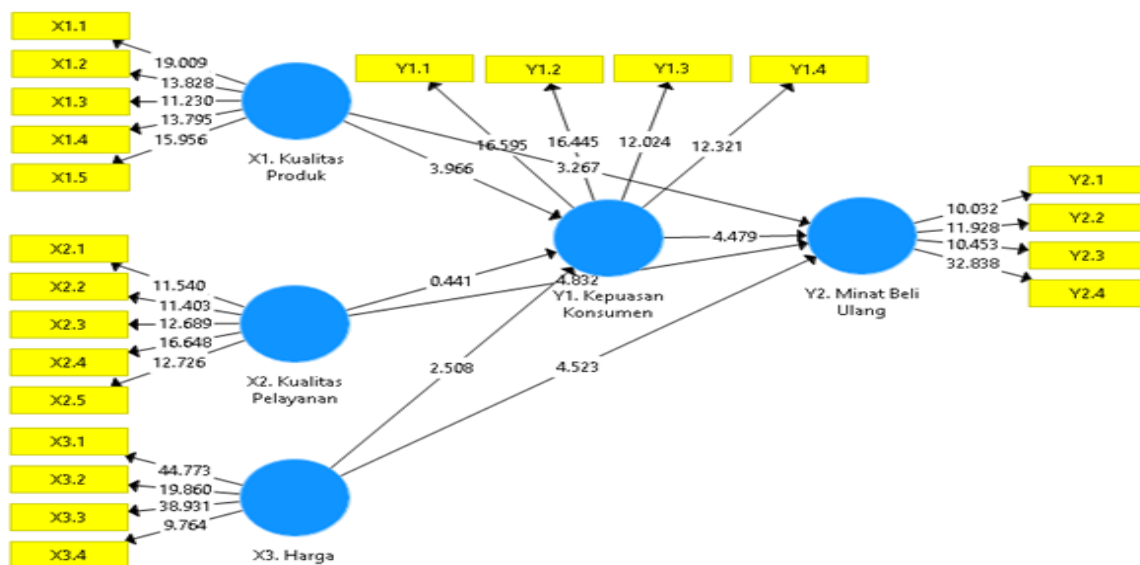 X1.1
X1.2
X1.3
X1.4
X1.5
19.009
13.828
11.230
13.795
15.956
X1. Kualitas
Produk
Y1.1
Y1.2
Y1.3
Y1.4
16.595
16.445
12.024
12.321
3.966
3.267
X2.1
X2.2
X2.3
X2.4
X2.5
11.540
11.403
12.689
16.648
12.726
X2. Kualitas
Pelayanan
0.441
4.832
Y1. Kepuasan
Konsumen
4.479
Y2. Minat Beli
Ulang
10.032
11.928
10.453
32.838
Y2.1
Y2.2
Y2.3
Y2.4
2.508
4.523
X3.1
X3.2
X3.3
X3.4
44.773
19.860
38.931
9.764
X3. Harga